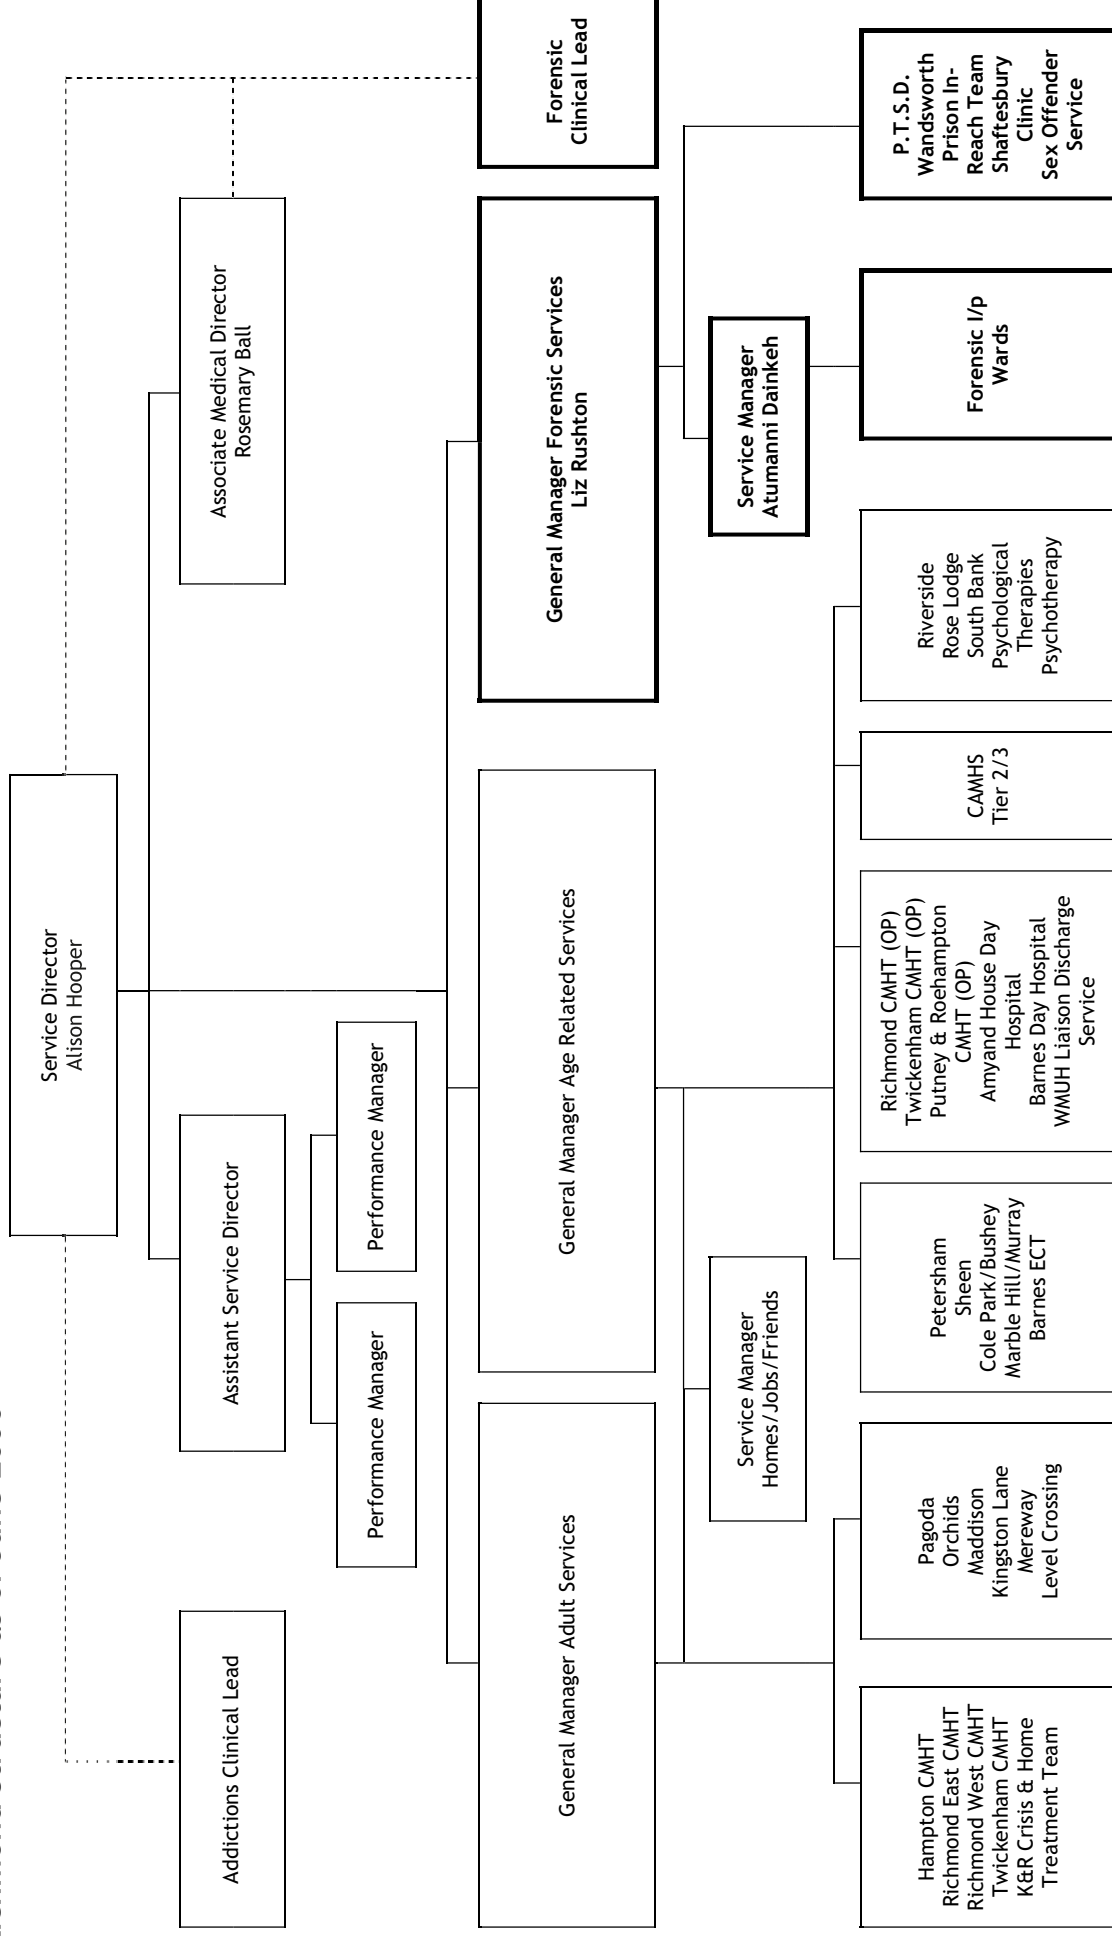 Service Director
Alison Hooper
Addictions Clinical Lead
Assistant Service Director
Associate Medical Director
Rosemary Ball
Performance Manager
Performance Manager
General Manager Adult Services
General Manager Age Related Services
General Manager Forensic Services
Liz Rushton
Forensic
Clinical Lead
Service Manager
Homes/Jobs/Friends
Service Manager
Atumanni Dainkeh
Hampton CMHT
Richmond East CMHT
Richmond West CMHT
Twickenham CMHT
K&R Crisis & Home
Treatment Team
Pagoda
Orchids
Maddison
Kingston Lane
Mereway
Level Crossing
Petersham
Sheen
Cole Park/Bushey
Marble Hill/Murray
Barnes ECT
Richmond CMHT (OP)
Twickenham CMHT (OP)
Putney & Roehampton
CMHT (OP)
Amyand House Day
Hospital
Barnes Day Hospital
WMUH Liaison Discharge
Service
CAMHS
Tier 2/3
Riverside
Rose Lodge
South Bank
Psychological
Therapies
Psychotherapy
Forensic I/p
Wards
P.T.S.D.
Wandsworth
Prison In-
Reach Team
Shaftesbury
Clinic
Sex Offender
Service